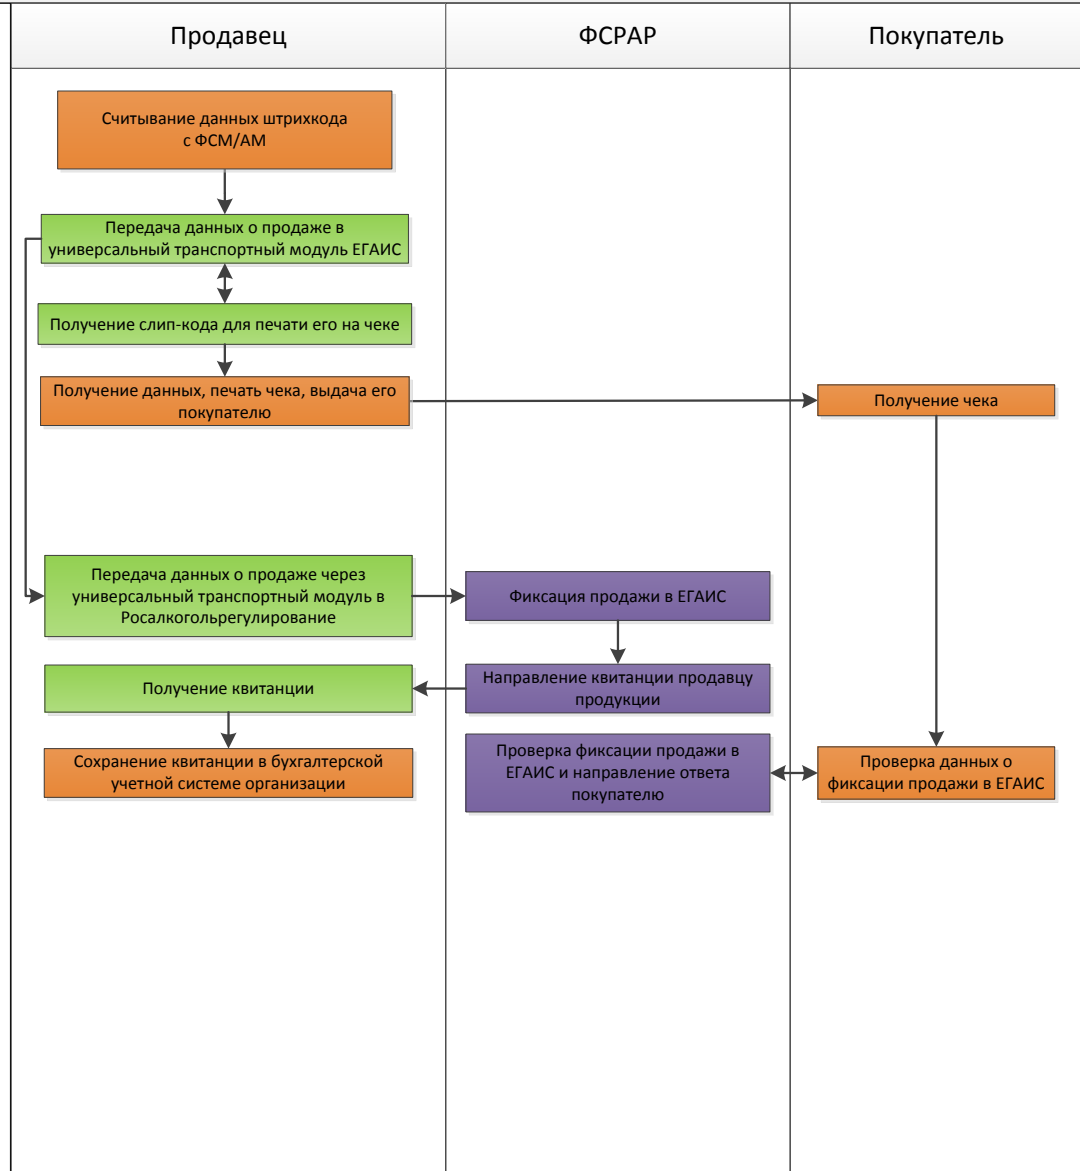 Продавец
ФСРАР
Покупатель
Считывание данных штрихкода
с ФСМ/АМ
Передача данных о продаже в
универсальный транспортный модуль ЕГАИС
Получение слип-кода для печати его на чеке
Получение данных, печать чека, выдача его
покупателю
Получение чека
Передача данных о продаже через
универсальный транспортный модуль в
Росалкогольрегулирование
Фиксация продажи в ЕГАИС
Получение квитанции
Направление квитанции продавцу
продукции
Сохранение квитанции в бухгалтерской
учетной системе организации
Проверка фиксации продажи в
ЕГАИС и направление ответа
покупателю
Проверка данных о
фиксации продажи в ЕГАИС